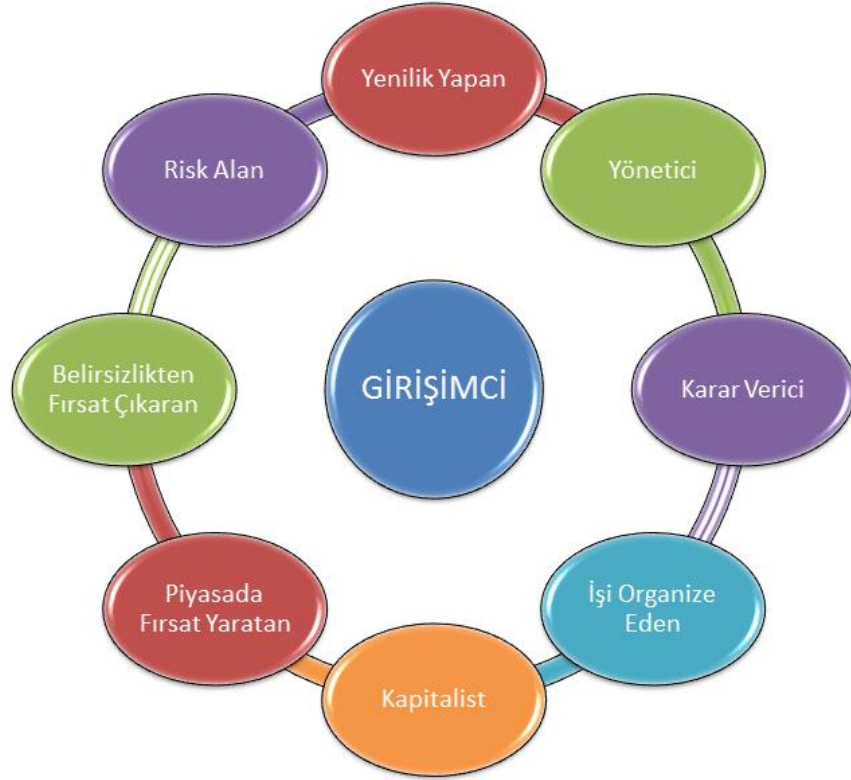 Yenilik Yapan
Yönetici
Karar Verici
İşi Organize
Eden
Kapitalist
Piyasada
Fırsat Yaratan
Belirsizlikten
Fırsat Çıkaran
Risk Alan
GİRİŞİMCİ